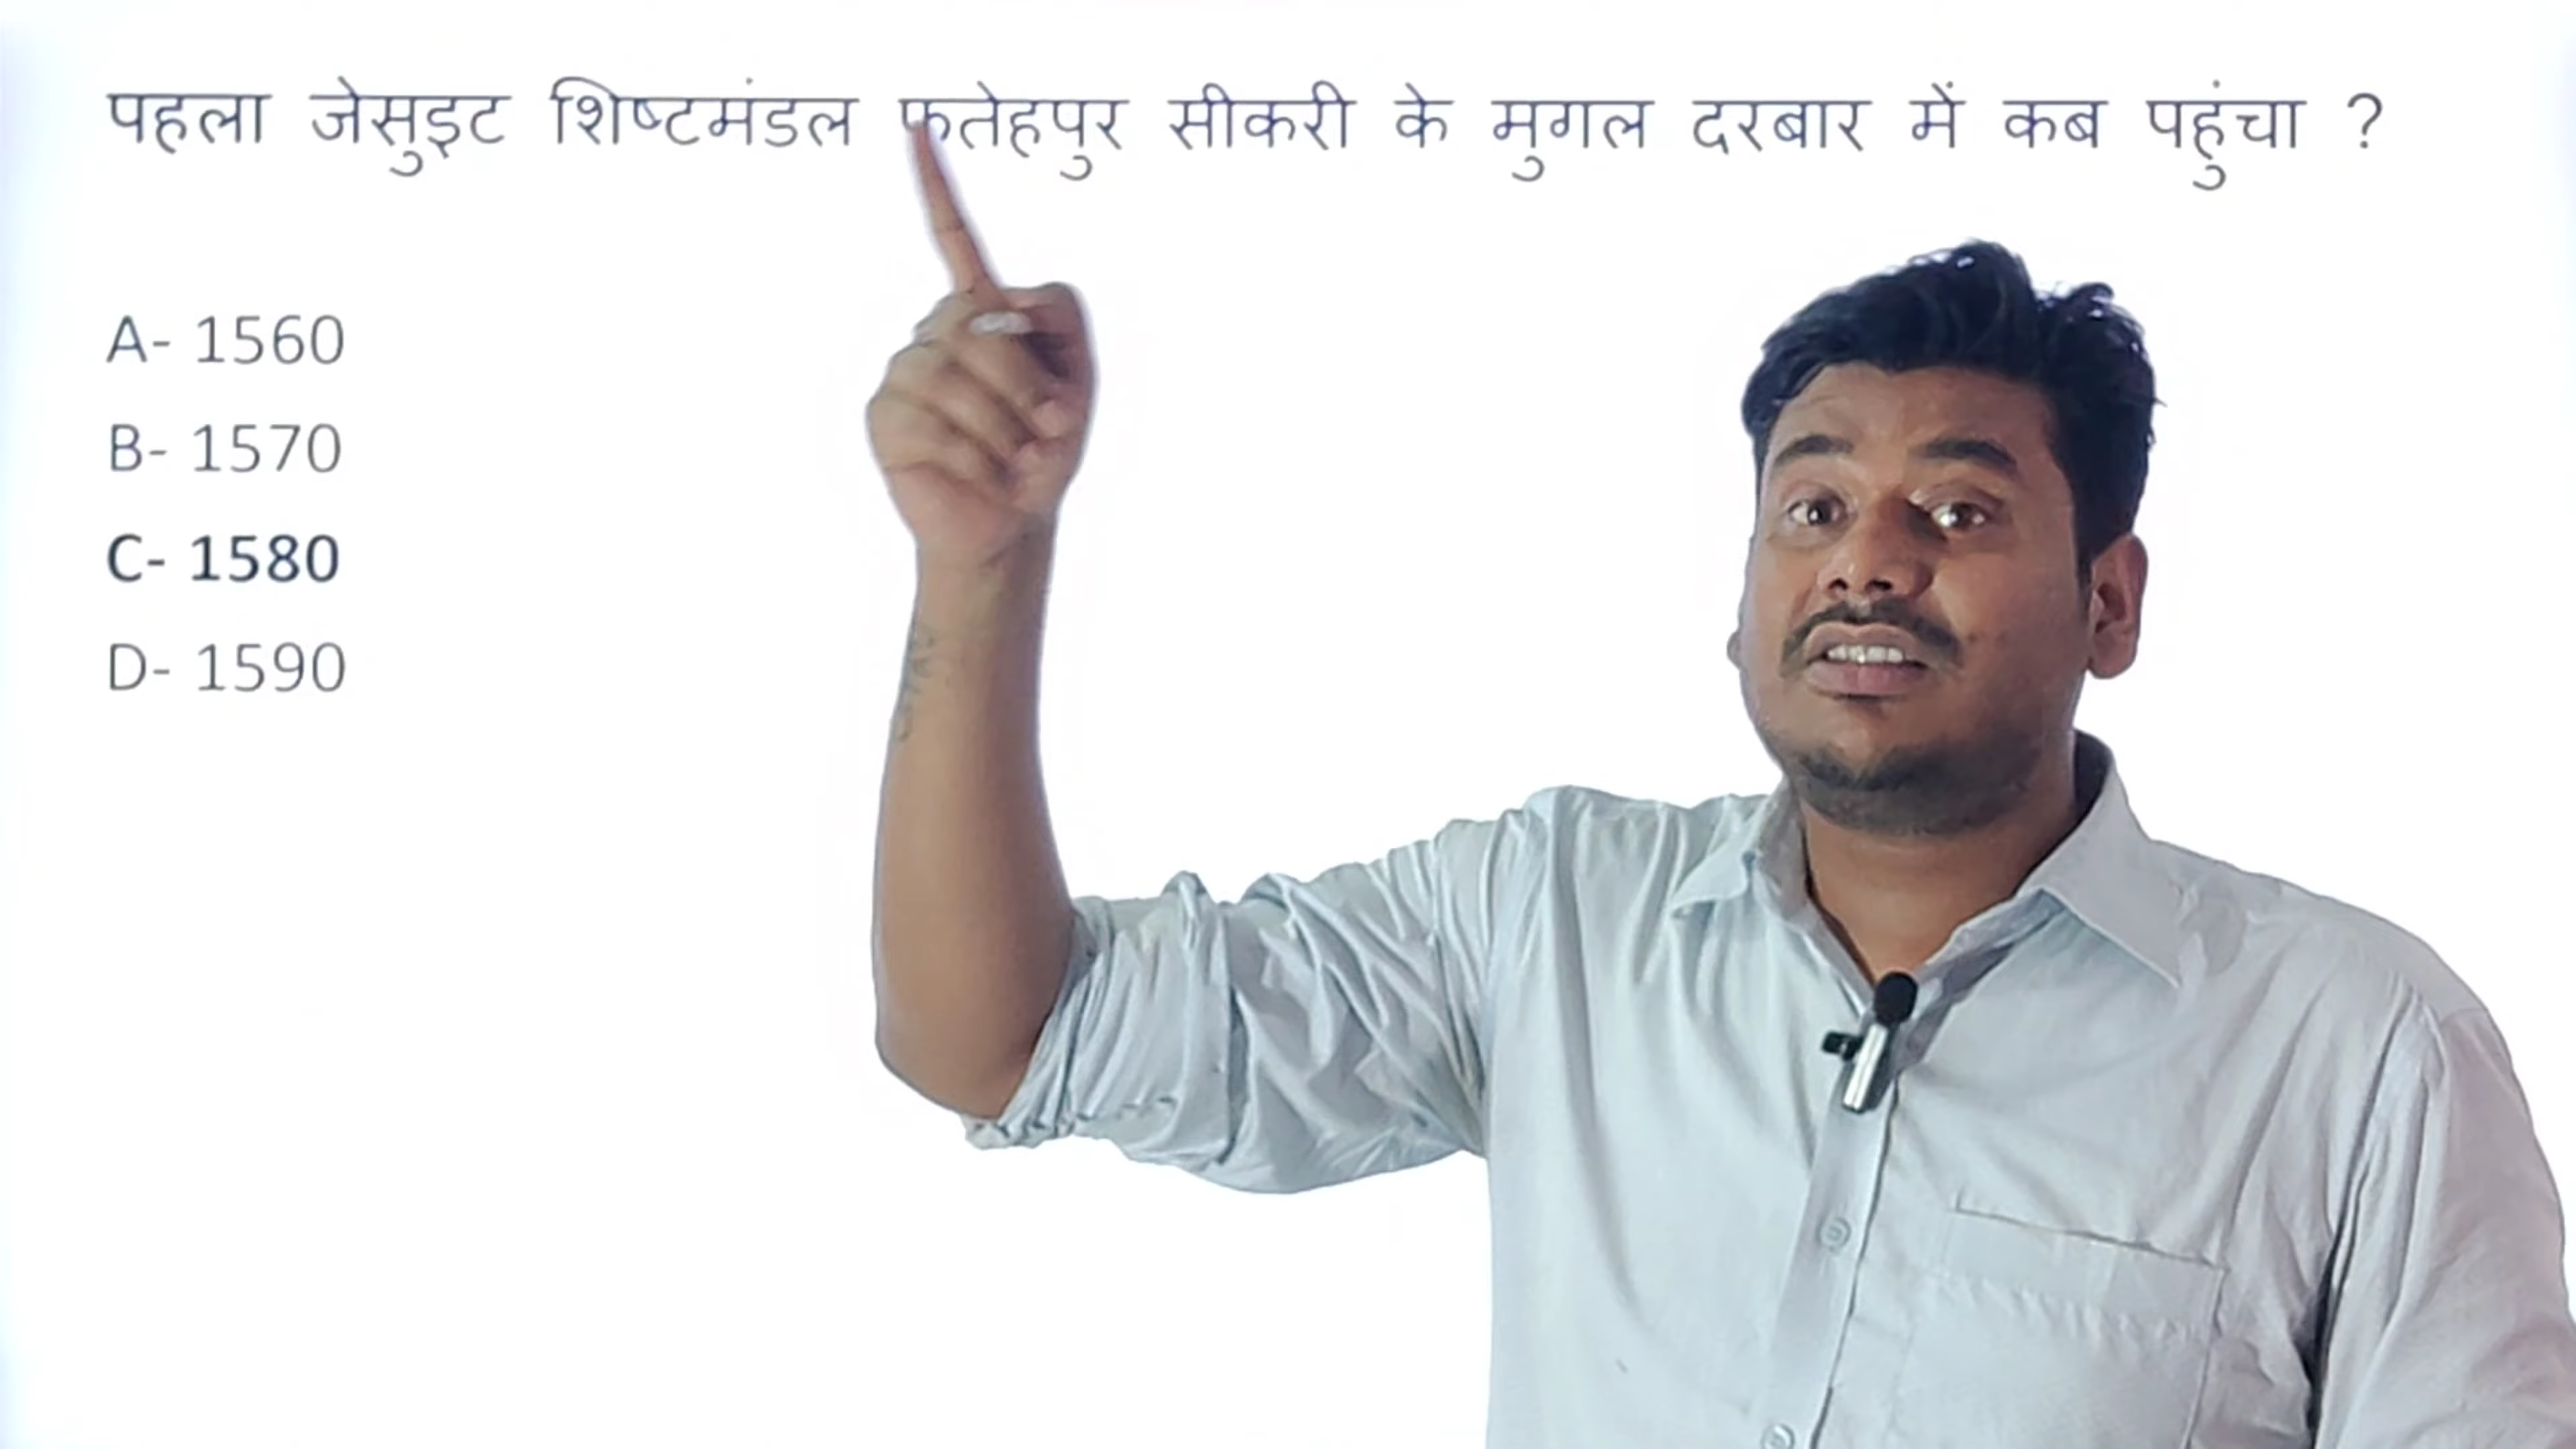 पहला जेसुइट शिष्टमंडल फतेहपुर सीकरी के मुगल दरबार में कब पहुंचा ?
A- 1560
B- 1570
C- 1580
D- 1590